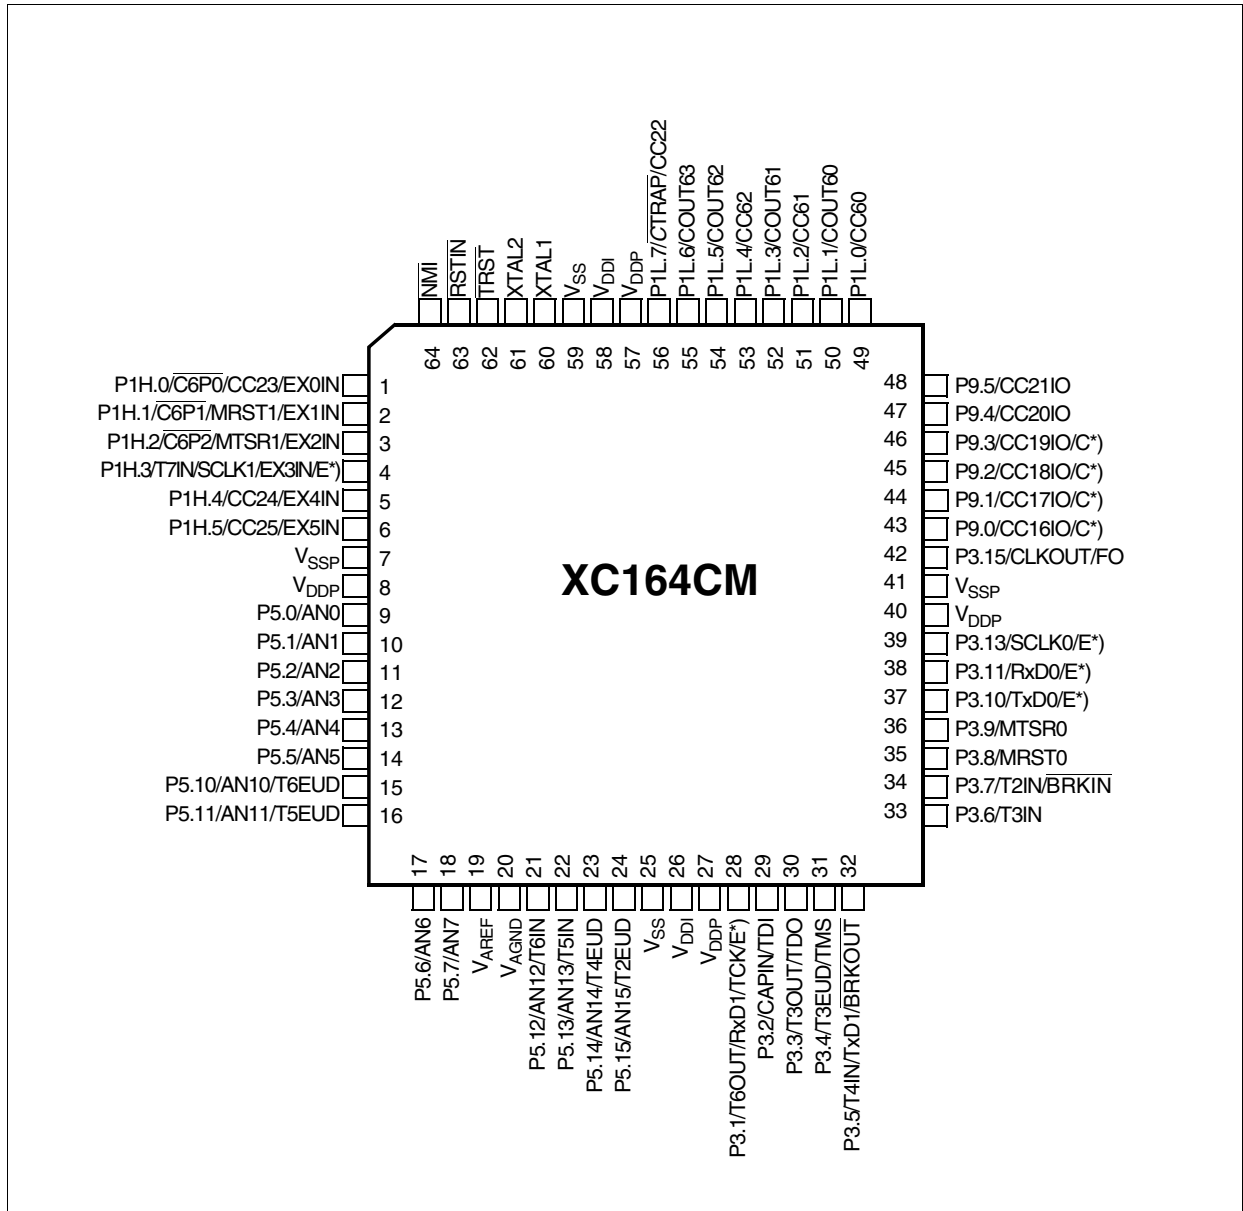 NMI
RSTIN
TRST
XTAL2
XTAL1
VSS
VDDI
VDDP
P1L.7/CTRAP/CC22
P1L.6/COUT63
P1L.5/COUT62
P1L.4/CC62
P1L.3/COUT61
P1L.2/CC61
P1L.1/COUT60
P1L.0/CC60
64
63
62
61
60
59
58
57
56
55
54
53
52
51
50
49
P1H.0/C6P0/CC23/EX0IN 1
P1H.1/C6P1/MRST1/EX1IN 2
P1H.2/C6P2/MTSR1/EX2IN 3
P1H.3/T7IN/SCLK1/EX3IN/E*) 4
P1H.4/CC24/EX4IN 5
P1H.5/CC25/EX5IN 6
VSSP 7
VDDP 8
P5.0/AN0 9
P5.1/AN1 10
P5.2/AN2 11
P5.3/AN3 12
P5.4/AN4 13
P5.5/AN5 14
P5.10/AN10/T6EUD 15
P5.11/AN11/T5EUD 16
XC164CM
48 P9.5/CC21IO
47 P9.4/CC20IO
46 P9.3/CC19IO/C*)
45 P9.2/CC18IO/C*)
44 P9.1/CC17IO/C*)
43 P9.0/CC16IO/C*)
42 P3.15/CLKOUT/FO
41 VSSP
40 VDDP
39 P3.13/SCLK0/E*)
38 P3.11/RxD0/E*)
37 P3.10/TxD0/E*)
36 P3.9/MTSR0
35 P3.8/MRST0
34 P3.7/T2IN/BRKIN
33 P3.6/T3IN
17
18
19
20
21
22
23
24
25
26
27
28
29
30
31
32
P5.6/AN6
P5.7/AN7
VAREF
VAGND
P5.12/AN12/T6IN
P5.13/AN13/T5IN
P5.14/AN14/T4EUD
P5.15/AN15/T2EUD
VSS
VDDI
VDDP
P3.1/T6OUT/RxD1/TCK/E*)
P3.2/CAPIN/TDI
P3.3/T3OUT/TDO
P3.4/T3EUD/TMS
P3.5/T4IN/TxD1/BRKOUT